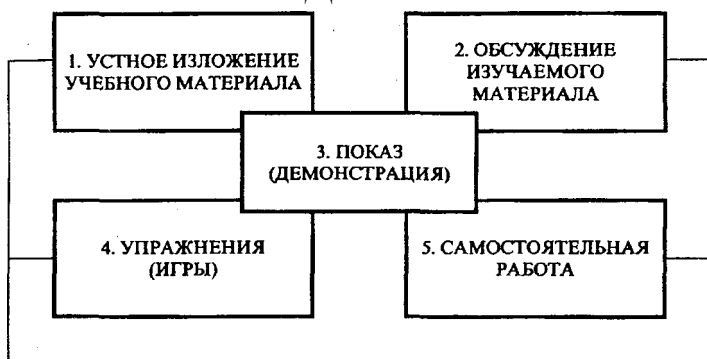 1. УСТНОЕ ИЗЛОЖЕНИЕ
УЧЕБНОГО МАТЕРИАЛА
2. ОБСУЖДЕНИЕ
ИЗУЧАЕМОГО
МАТЕРИАЛА
3. ПОКАЗ
(ДЕМОНСТРАЦИЯ)
4. УПРАЖНЕНИЯ
(ИГРЫ)
5. САМОСТОЯТЕЛЬНАЯ
РАБОТА